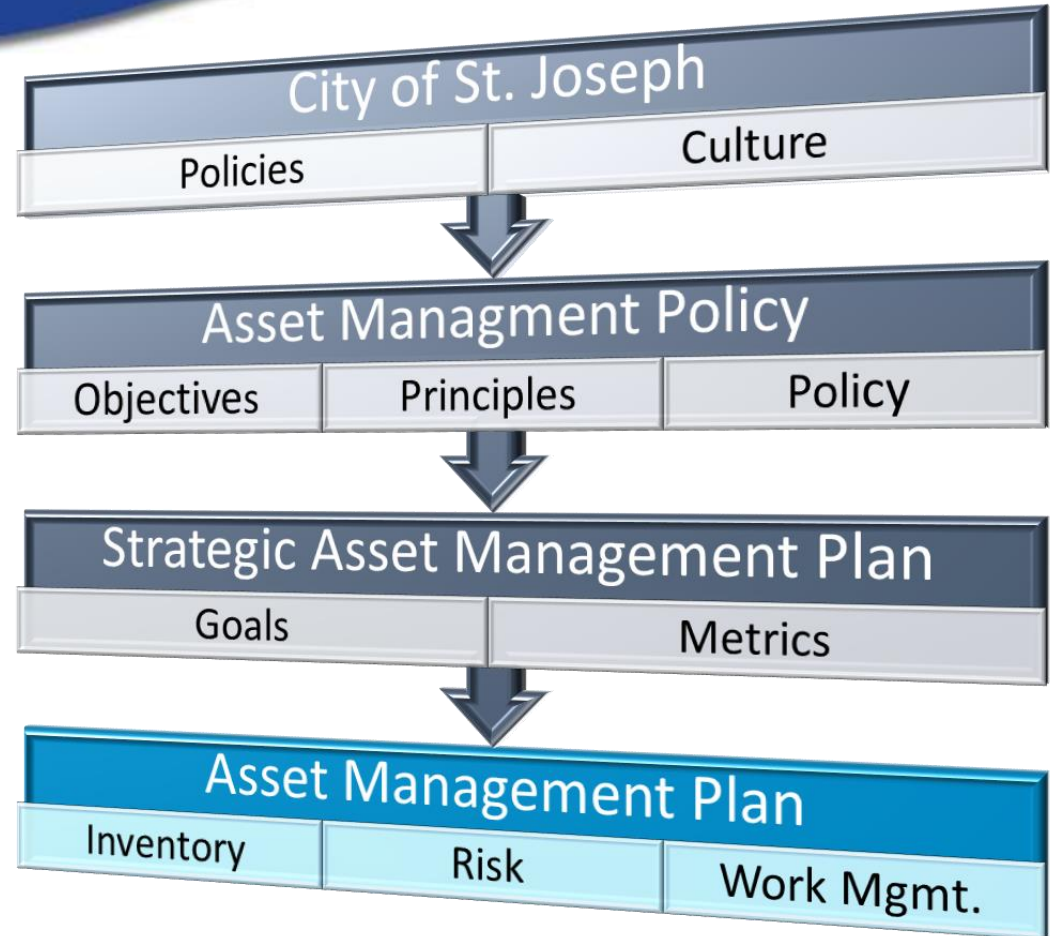 City of St. Joseph
Policies Culture
Asset Managment Policy
Objectives Principles Policy
Strategic Asset Management Plan
Goals Metrics
Asset Management Plan
Inventory Risk Work Mgmt.